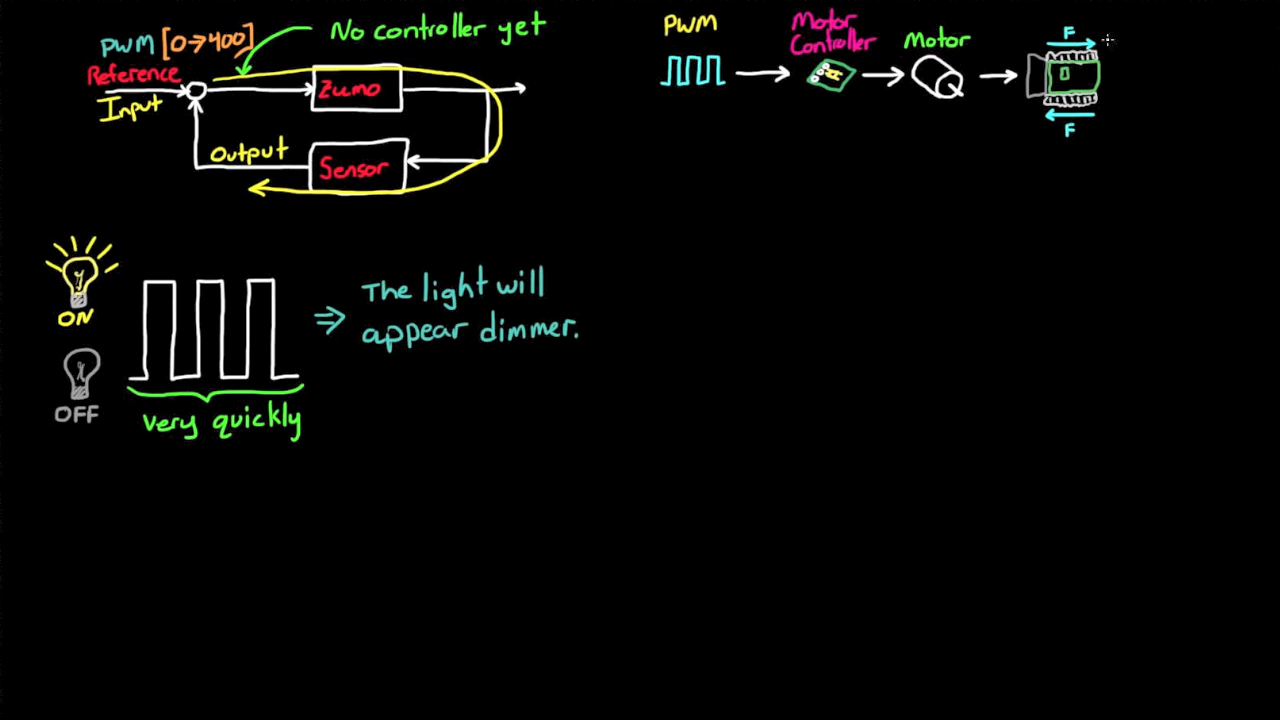 No controller yet
PWM [0→400]
Reference
Input
Zumo
Output
Sensor
PWM
Motor
Controller
Motor
F
F
ON
OFF
very quickly
⇒ The light will
appear dimmer.